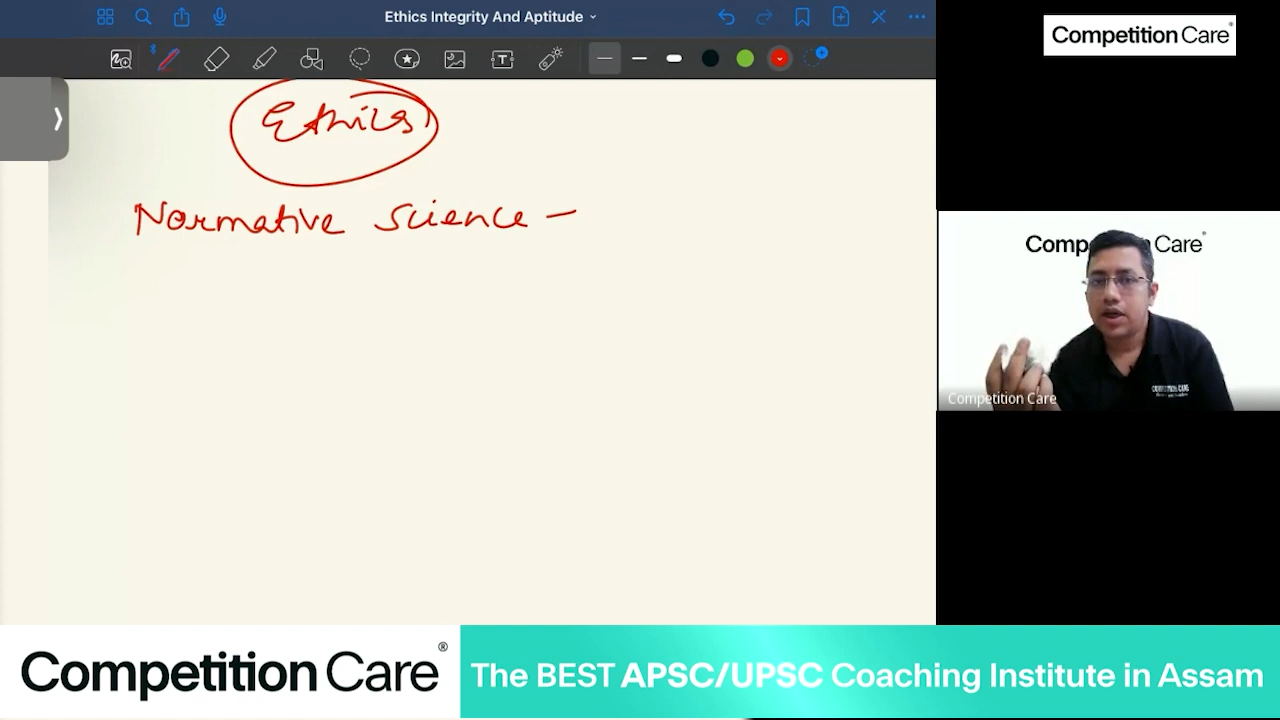 Ethics Integrity And Aptitude
Competition Care®
Ethics
Normative Science –
Competition Care®
Competition Care
Competition Care®
The BEST APSC/UPSC Coaching Institute in Assam